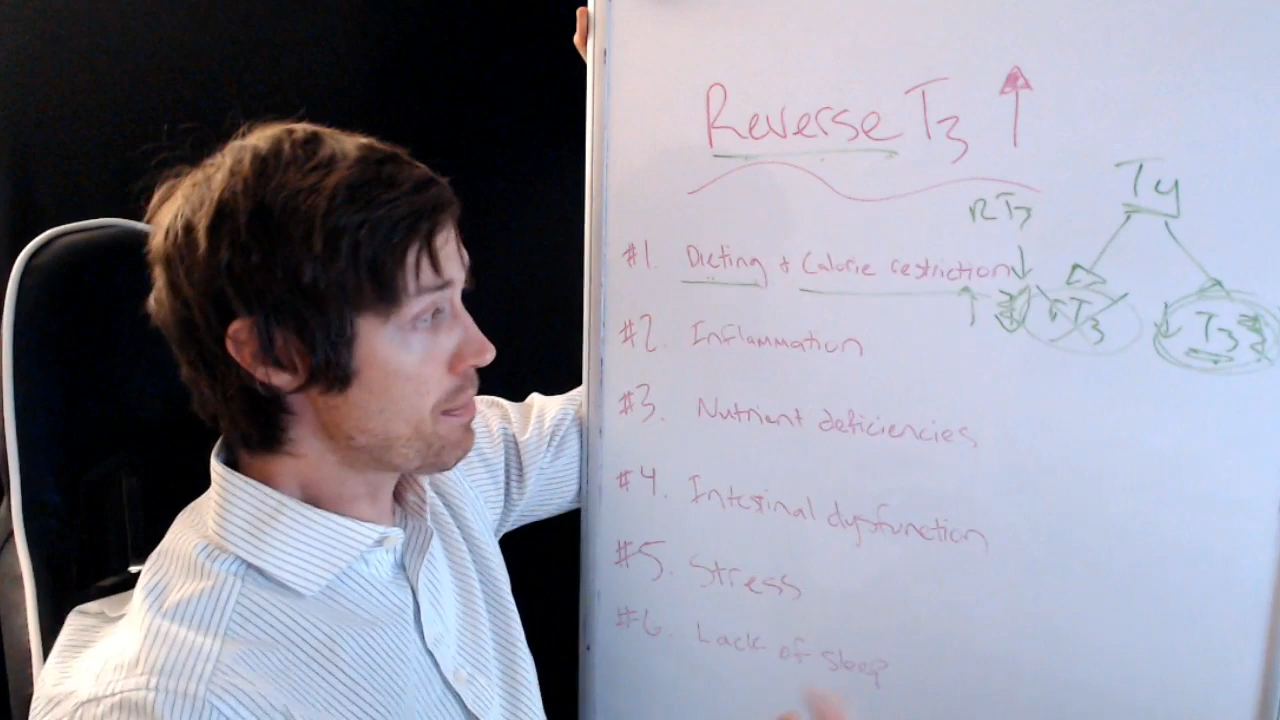 Reverse T3 ↑
T4
RT3
#1. Dieting + Calorie restriction ↓
↑ rT3 ↓ T3
#2. Inflammation
#3. Nutrient deficiencies
#4. Intestinal dysfunction
#5. Stress
#6. Lack of Sleep